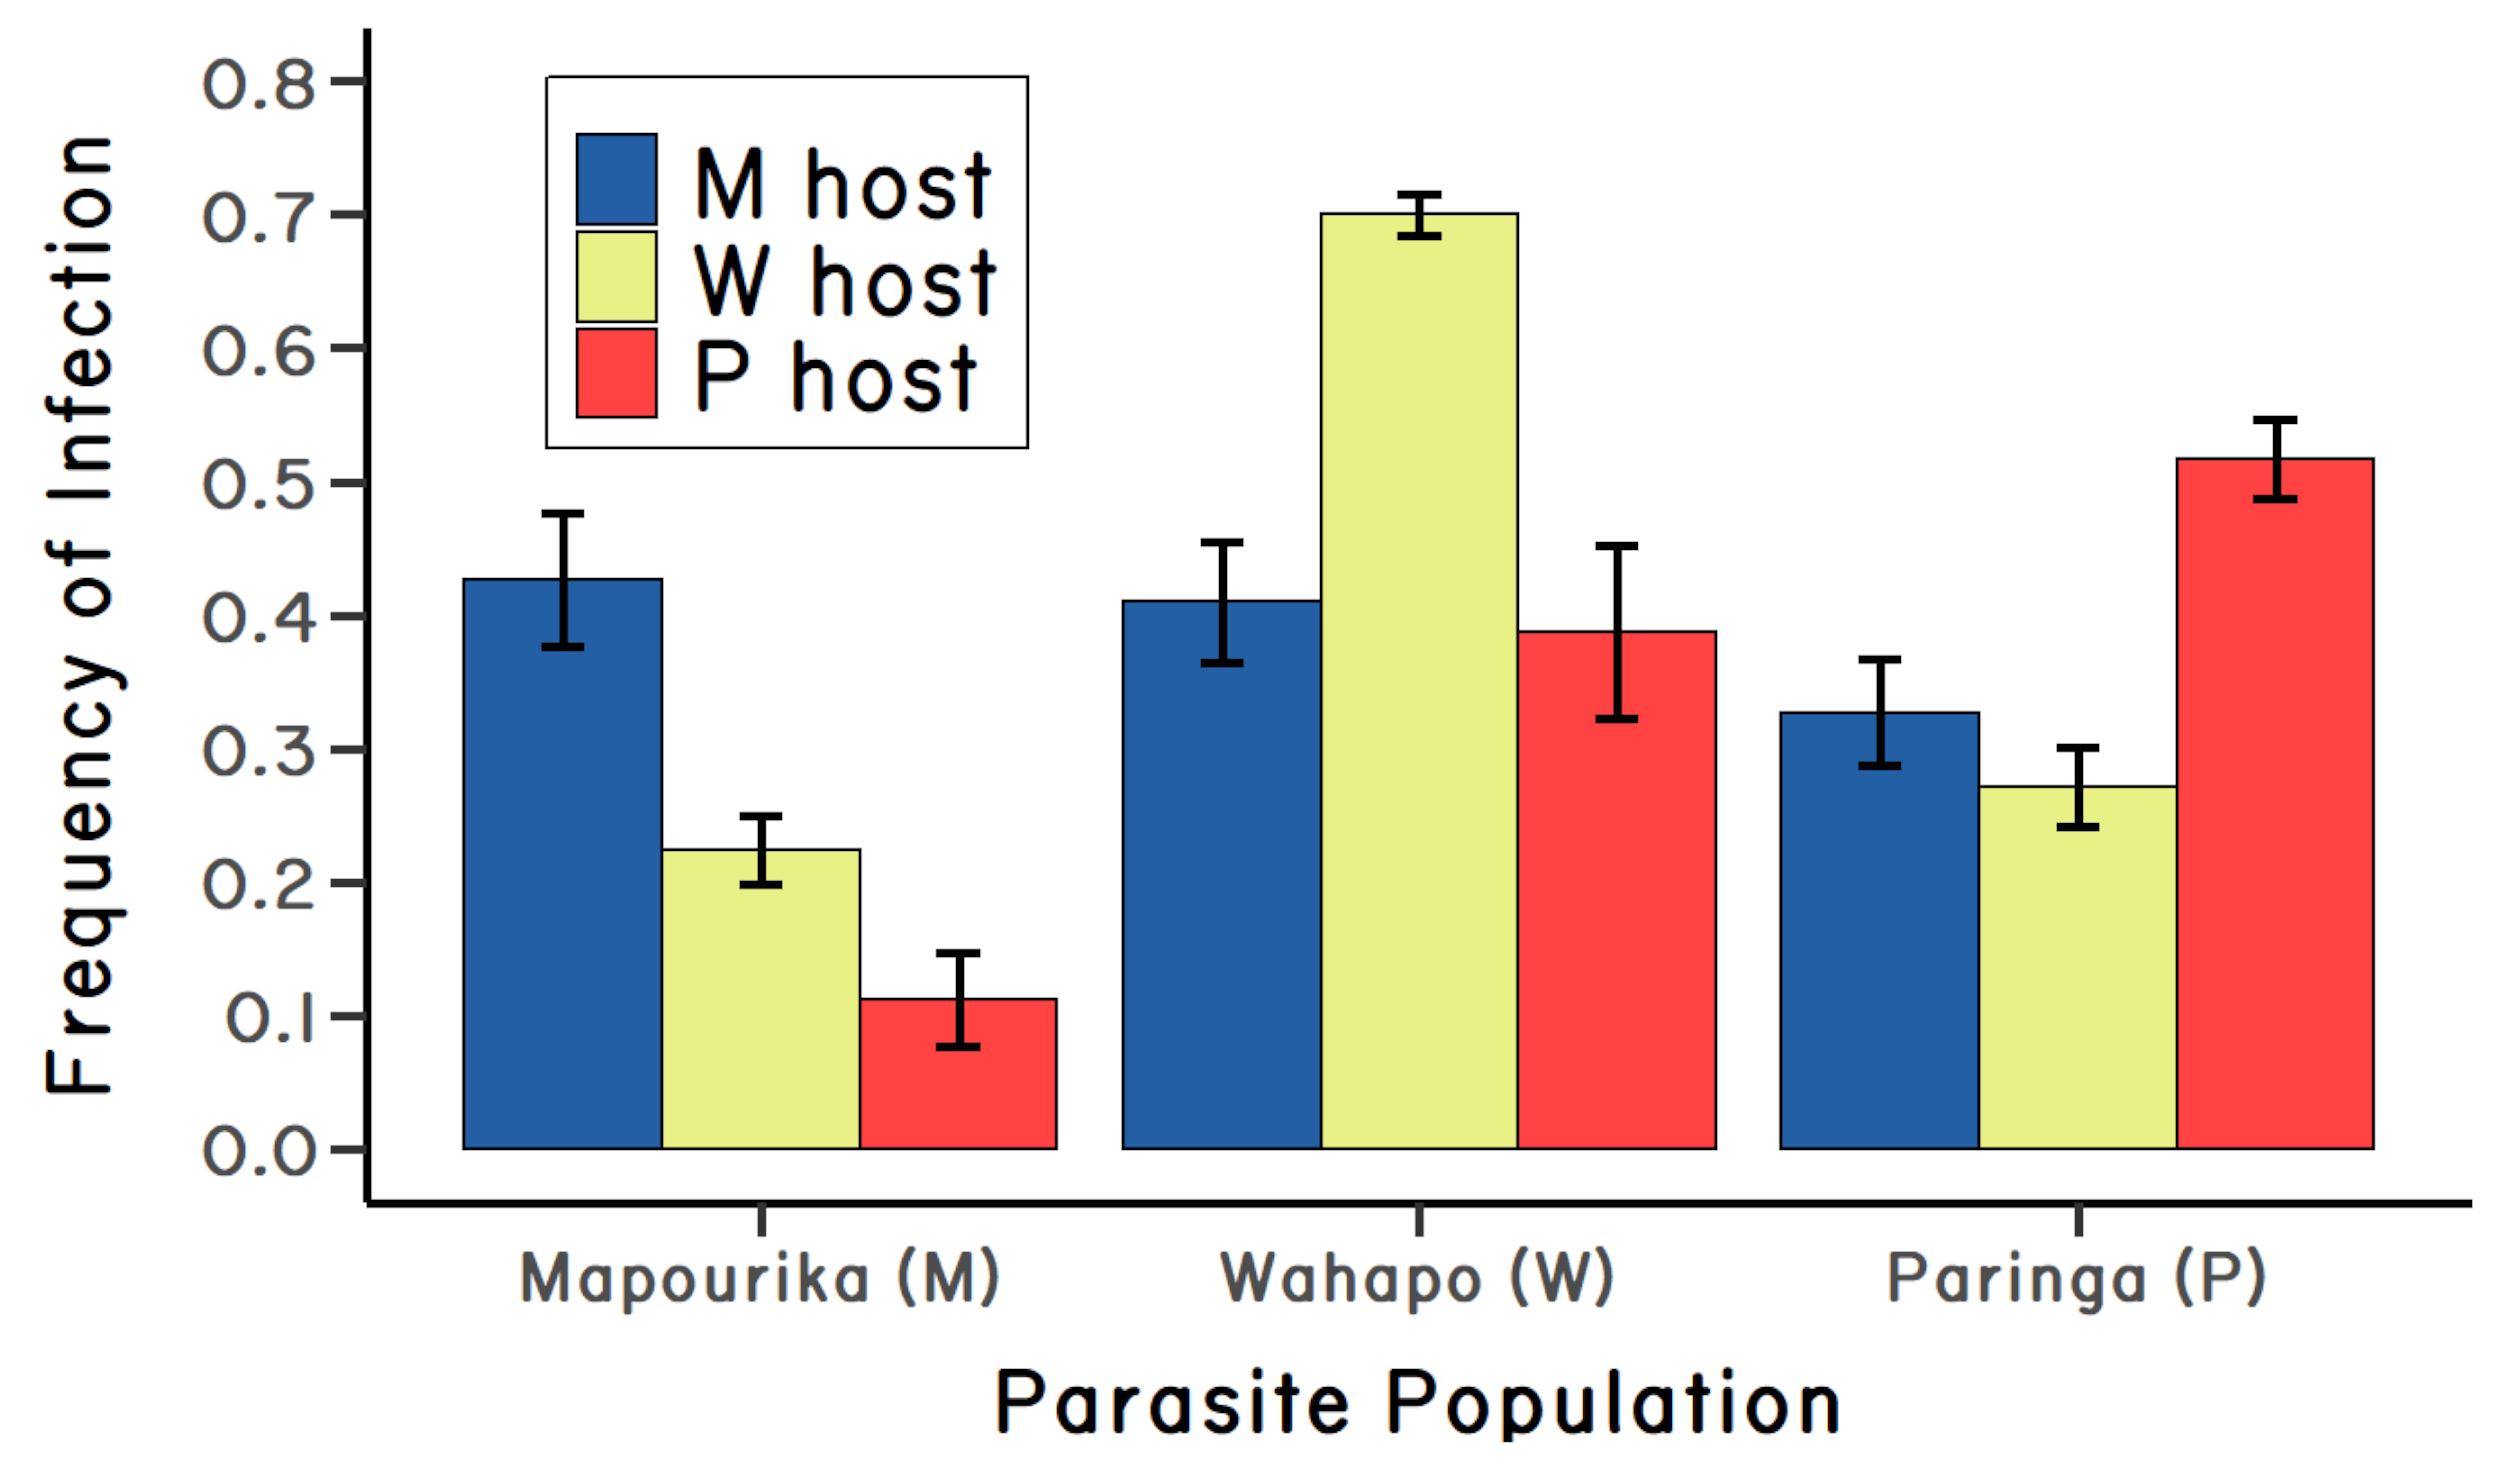 Frequency of Infection
0.8
0.7
0.6
0.5
0.4
0.3
0.2
0.1
0.0
M host
W host
P host
Mapourika (M)
Wahapo (W)
Paringa (P)
Parasite Population